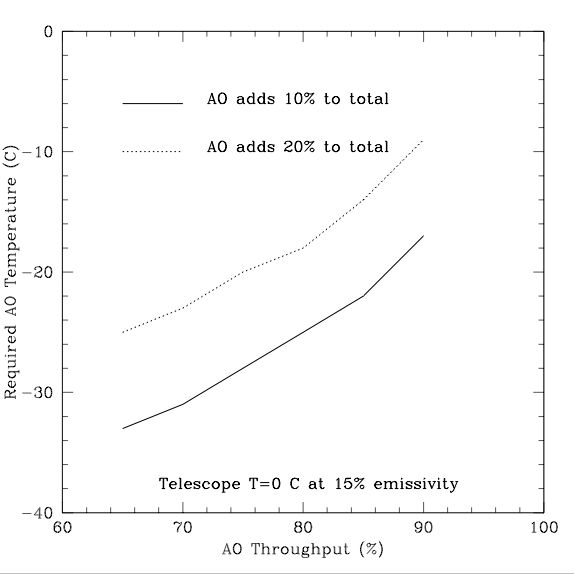 0
AO adds 10% to total
AO adds 20% to total
−10
−20
−30
−40
Required AO Temperature (C)
Telescope T=0 C at 15% emissivity
60 70 80 90 100
AO Throughput (%)